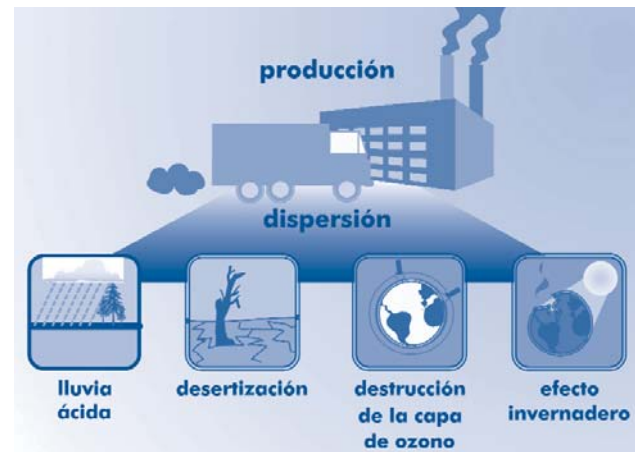 producción
dispersión
lluvia
ácida
desertización
destrucción
de la capa
de ozono
efecto
invernadero